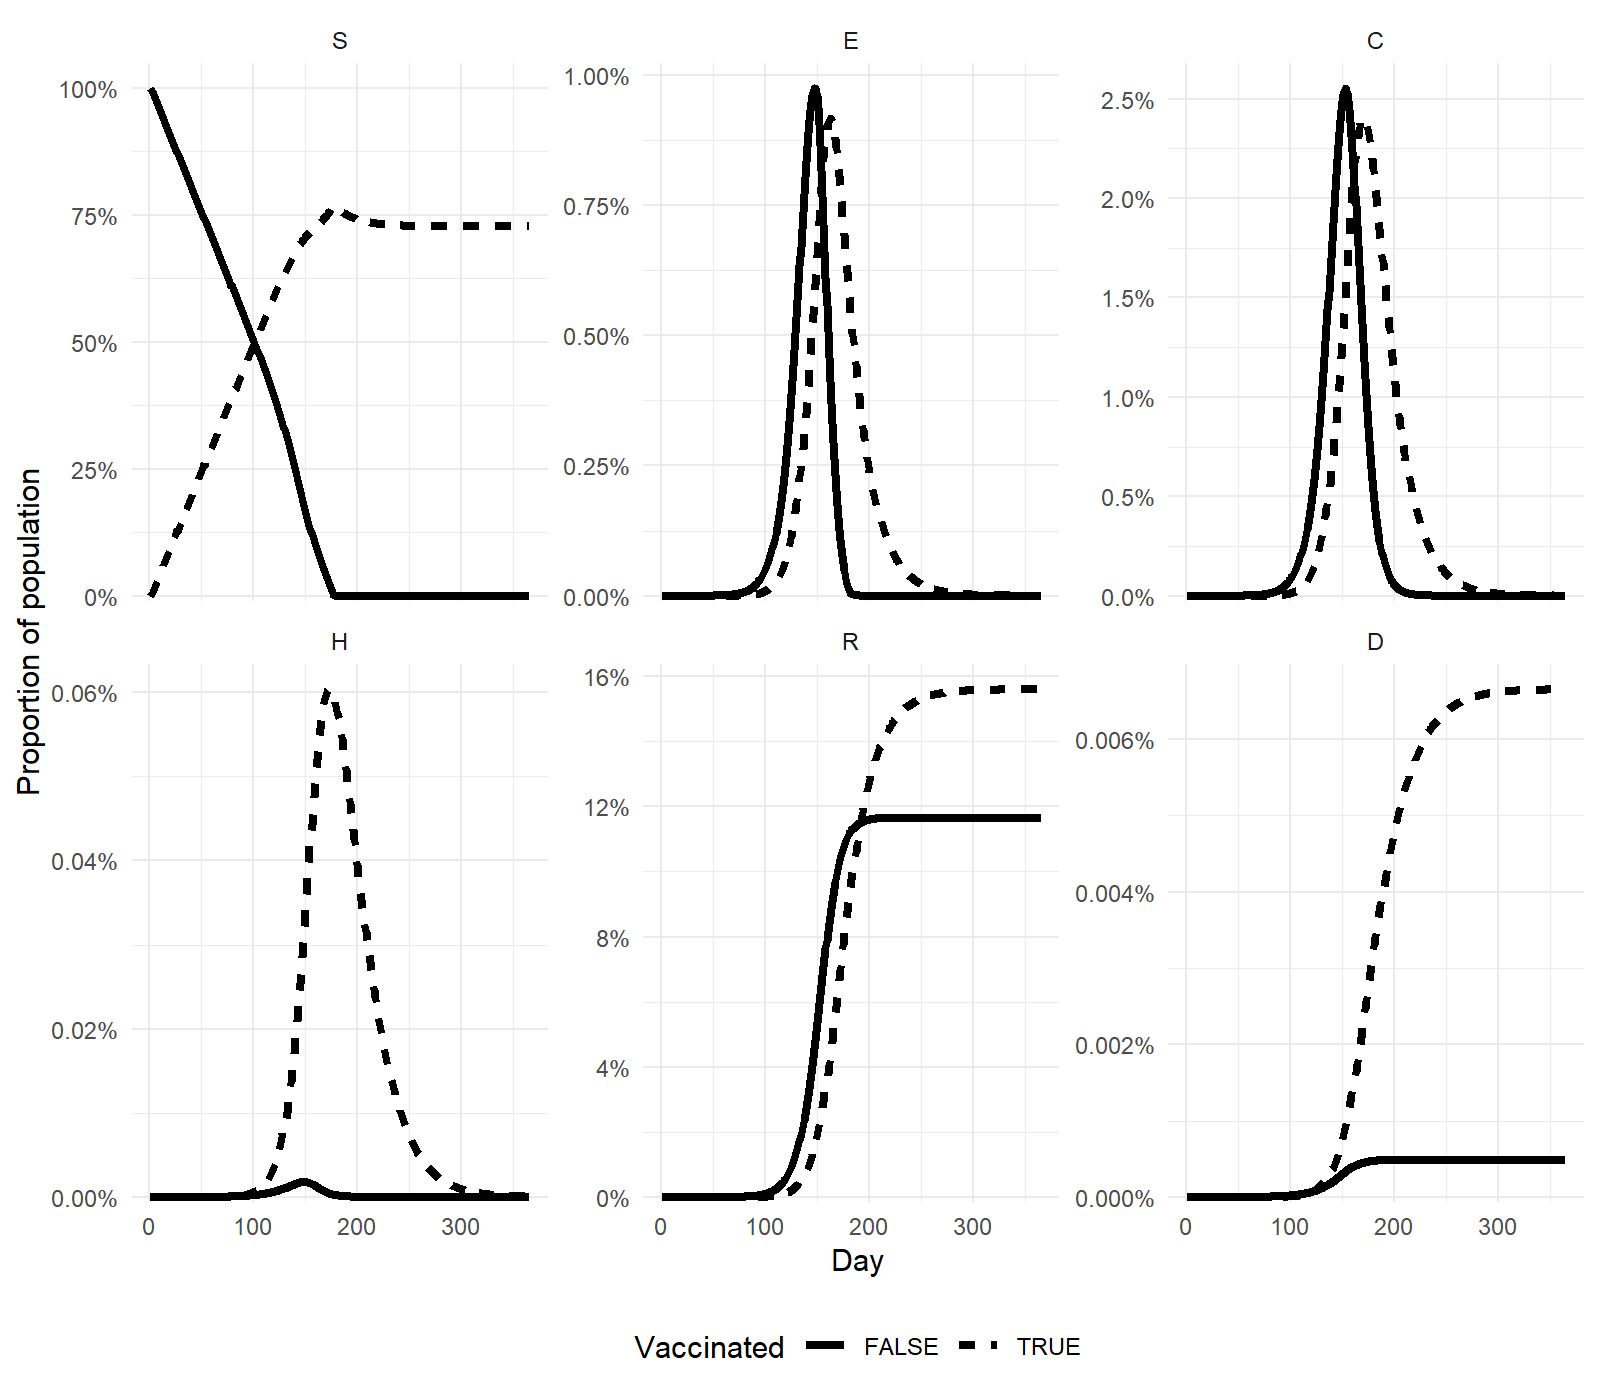 S
E
C
100%
75%
50%
25%
0%
1.00%
0.75%
0.50%
0.25%
0.00%
2.5%
2.0%
1.5%
1.0%
0.5%
0.0%
Proportion of population
H
R
D
0.06%
0.04%
0.02%
0.00%
16%
12%
8%
4%
0%
0.006%
0.004%
0.002%
0.000%
0 100 200 300
0 100 200 300
0 100 200 300
Day
Vaccinated FALSE TRUE